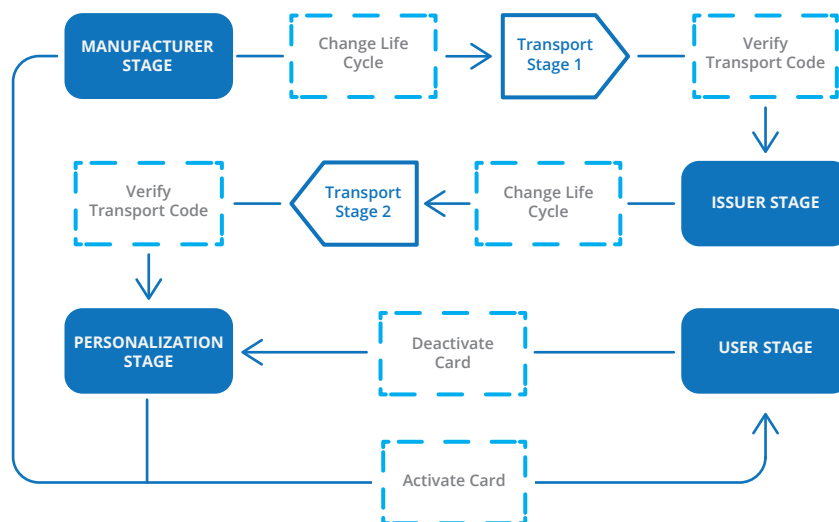 MANUFACTURER
STAGE
Change Life
Cycle
Transport
Stage 1
Verify
Transport Code
Verify
Transport Code
Transport
Stage 2
Change Life
Cycle
ISSUER STAGE
PERSONALIZATION
STAGE
Deactivate
Card
USER STAGE
Activate Card